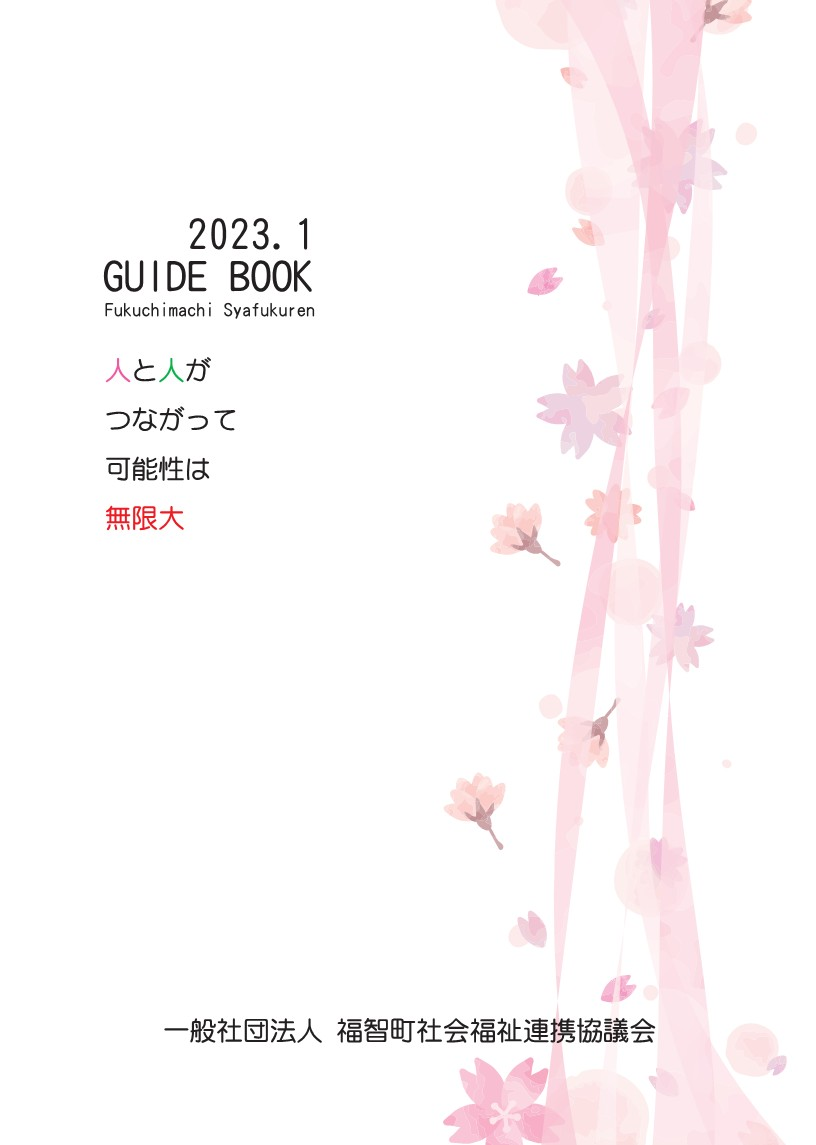 2023.1
GUIDE BOOK
Fukuchimachi Syafukuren
人と人が
つながって
可能性は
無限大
一般社団法人 福智町社会福祉連携協議会